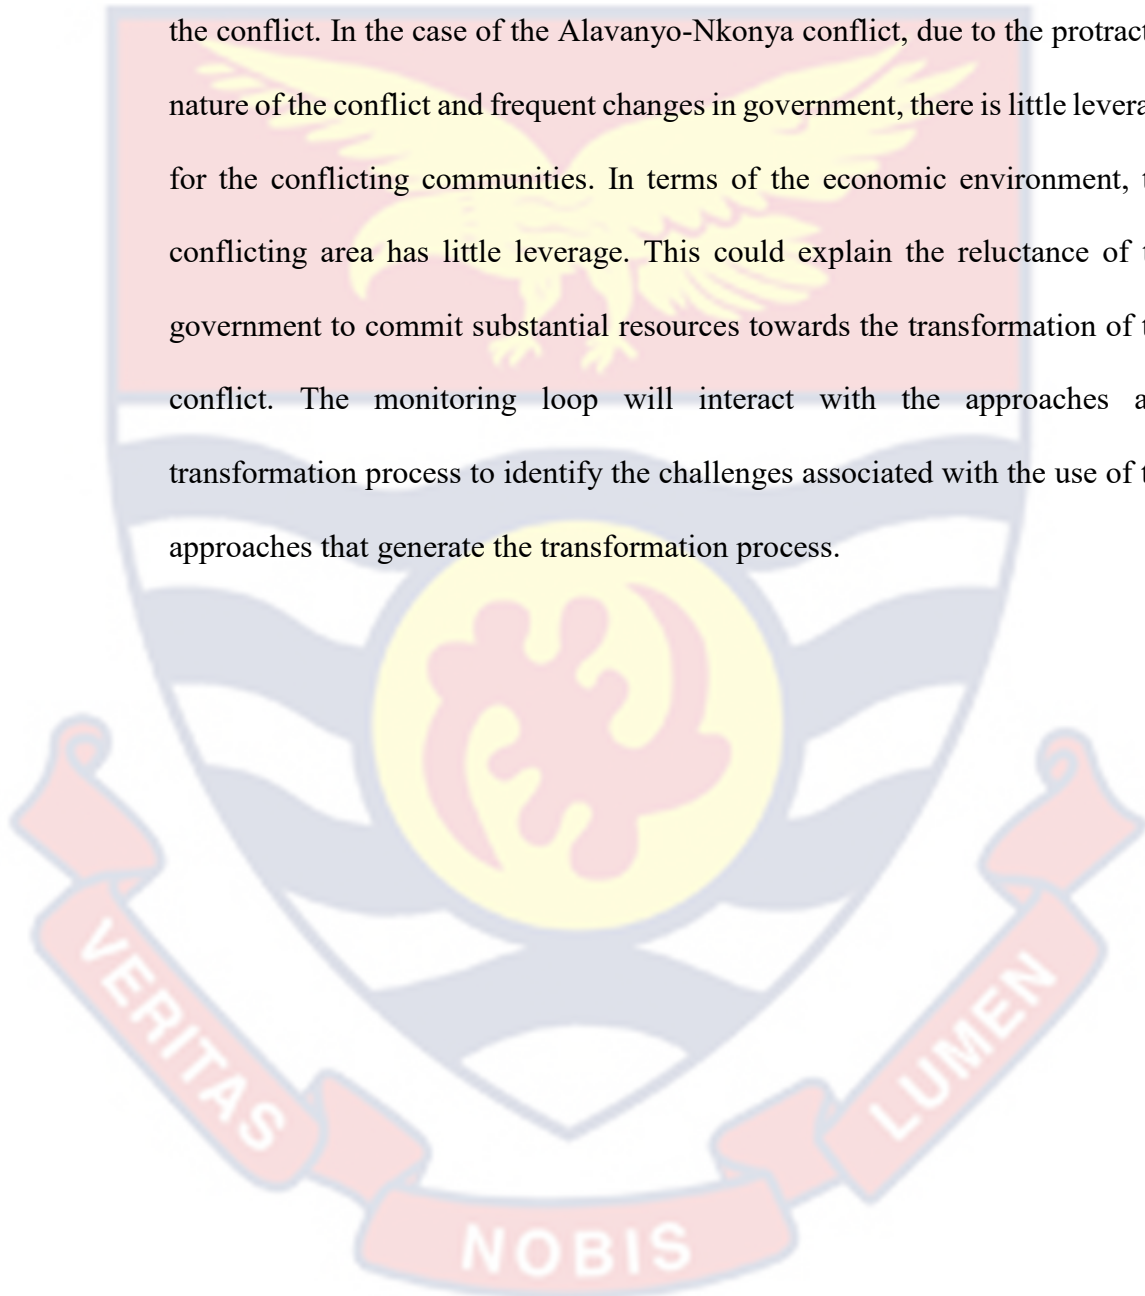 the conflict. In the case of the Alavanyo-Nkonya conflict, due to the protract
nature of the conflict and frequent changes in government, there is little levera
for the conflicting communities. In terms of the economic environment, t
conflicting area has little leverage. This could explain the reluctance of t
government to commit substantial resources towards the transformation of t
conflict. The monitoring loop will interact with the approaches a
transformation process to identify the challenges associated with the use of t
approaches that generate the transformation process.
VERITAS
NOBIS
LUMEN